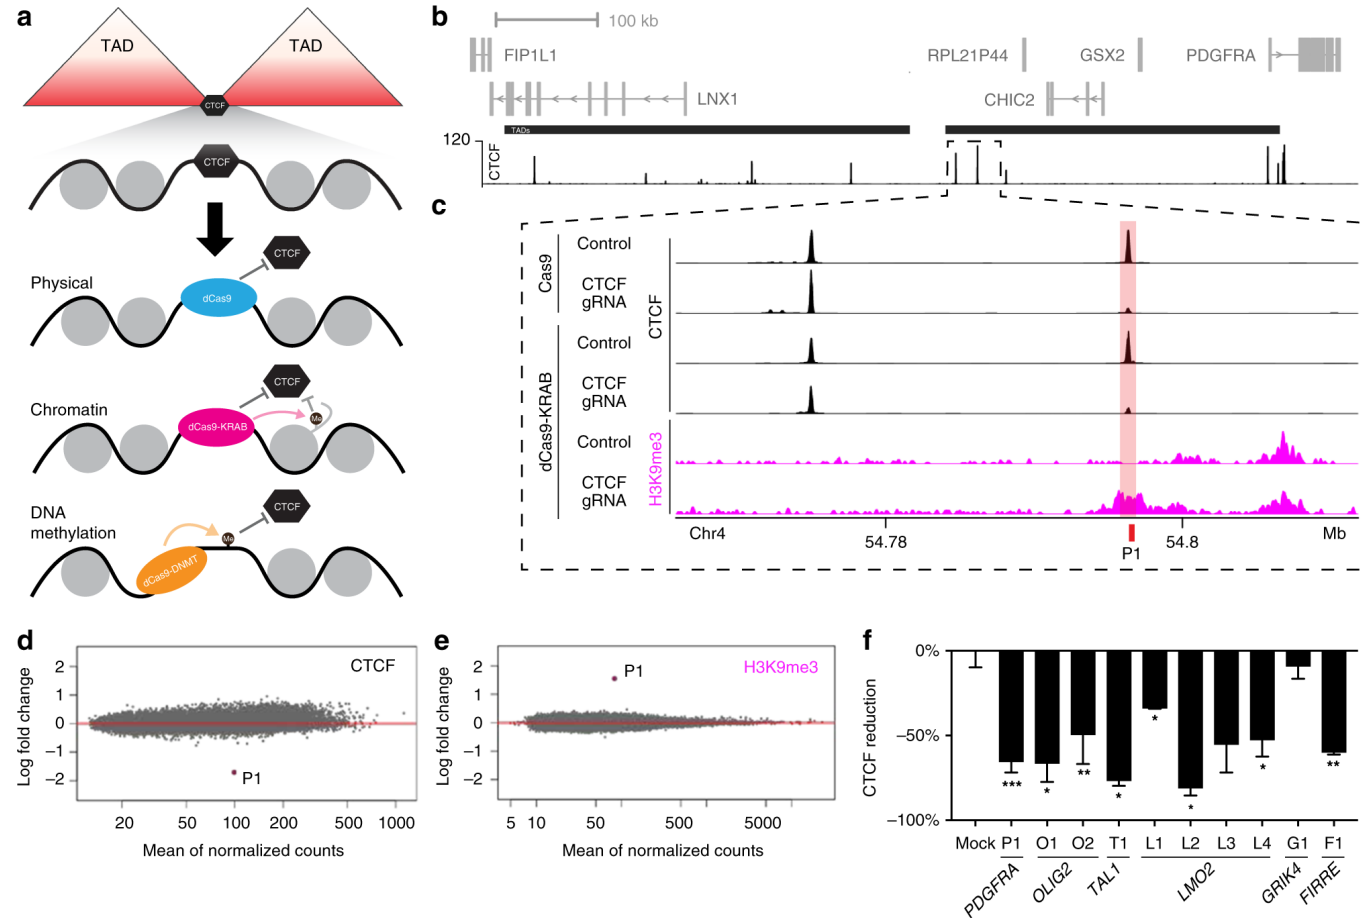 a
TAD
TAD
CTCF
CTCF
CTCF
Physical
dCas9
CTCF
Chromatin
dCas9-KRAB
Me
CTCF
DNA
methylation
Me
dCas9-DNMT
b
100 kb
FIP1L1
RPL21P44
GSX2
PDGFRA
LNX1
CHIC2
TADs
120
CTCF
c
Cas9
Control
CTCF
gRNA
CTCF
dCas9-KRAB
Control
CTCF
gRNA
H3K9me3
Control
CTCF
gRNA
Chr4
54.78
54.8
Mb
P1
d
CTCF
Log fold change
2
1
0
−1
−2
P1
20
50
100
200
500
1000
Mean of normalized counts
e
H3K9me3
Log fold change
2
1
0
−1
−2
P1
5
10
50
500
5000
Mean of normalized counts
f
CTCF reduction
0%
−50%
−100%
***
*
**
*
*
*
*
**
Mock
P1
O1
O2
T1
L1
L2
L3
L4
G1
F1
PDGFRA
OLIG2
TAL1
LMO2
GRIK4
FIRRE